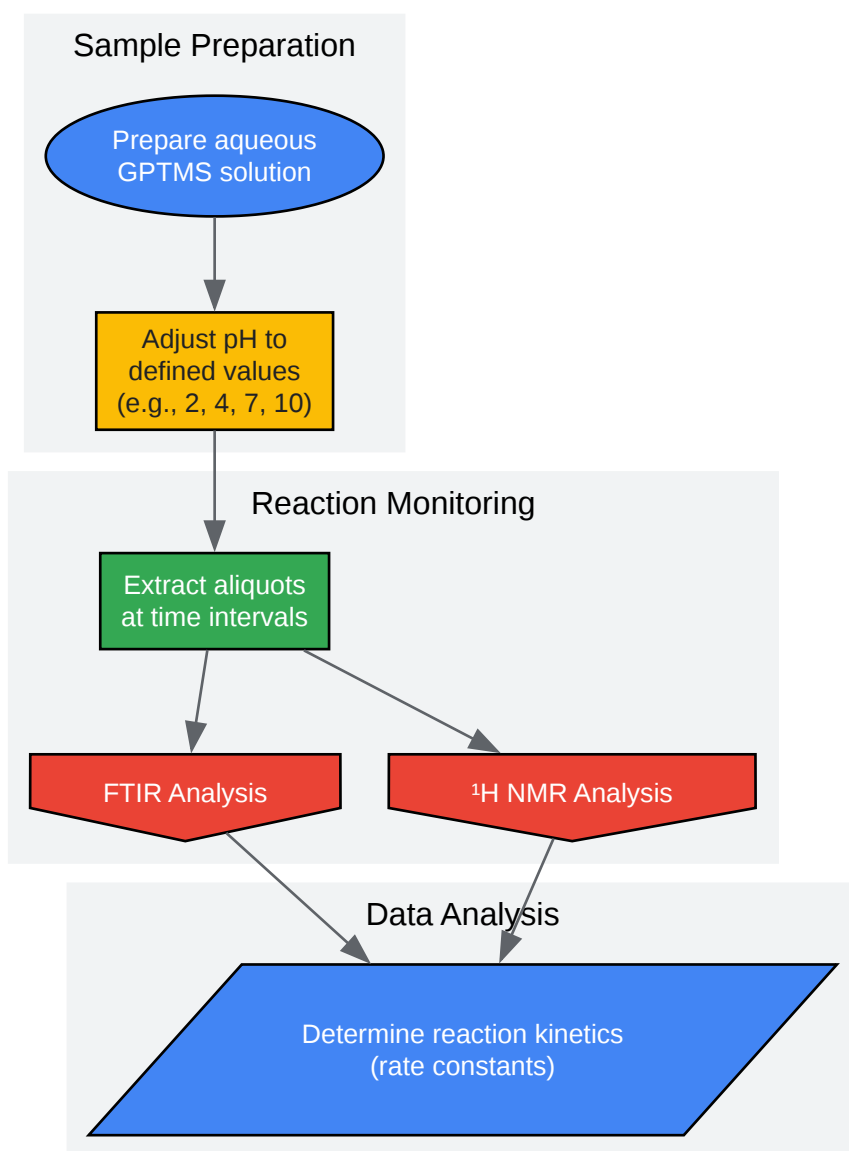 Sample Preparation
Prepare aqueous
GPTMS solution
Adjust pH to
defined values
(e.g., 2, 4, 7, 10)
Reaction Monitoring
Extract aliquots
at time intervals
FTIR Analysis
¹H NMR Analysis
Data Analysis
Determine reaction kinetics
(rate constants)